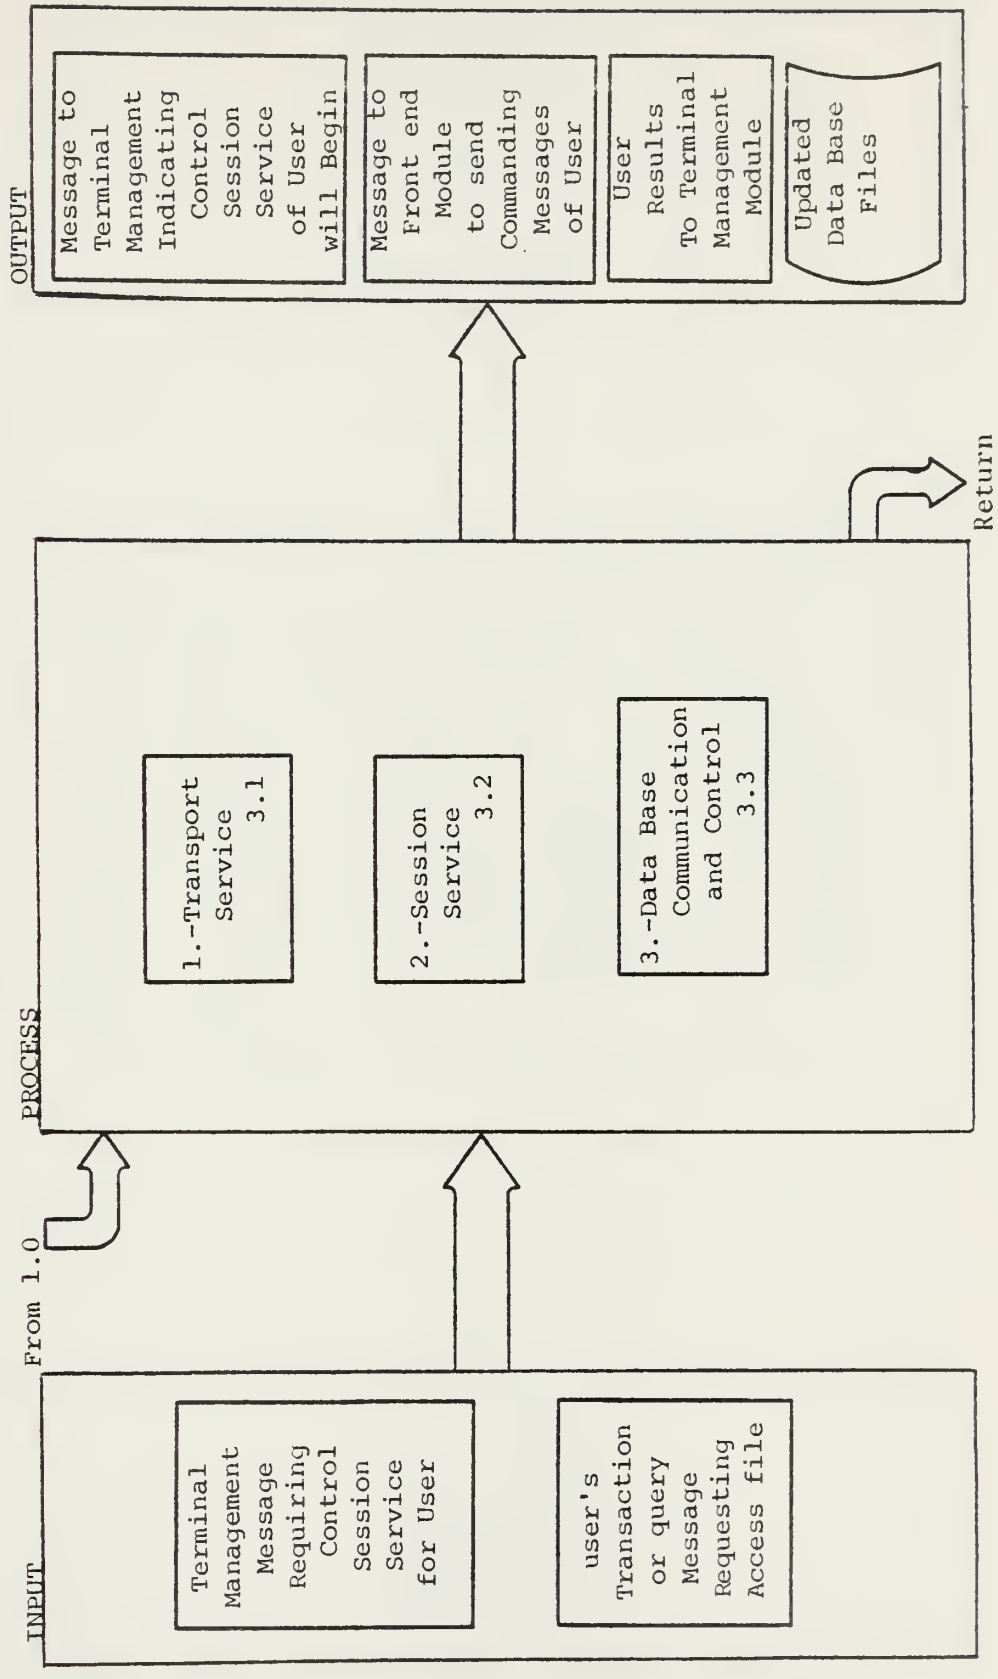 INPUT
Terminal
Management
Message
Requiring
Control
Session
Service
for User
user's
Transaction
or query
Message
Requesting
Access file
From 1.0
PROCESS
1.-Transport
Service
3.1
2.-Session
Service
3.2
3.-Data Base
Communication
and Control
3.3
Return
OUTPUT
Message to
Terminal
Management
Indicating
Control
Session
Service
of User
will Begin
Message to
Front end
Module
to send
Commanding
Messages
of User
User
Results
To Terminal
Management
Module
Updated
Data Base
Files